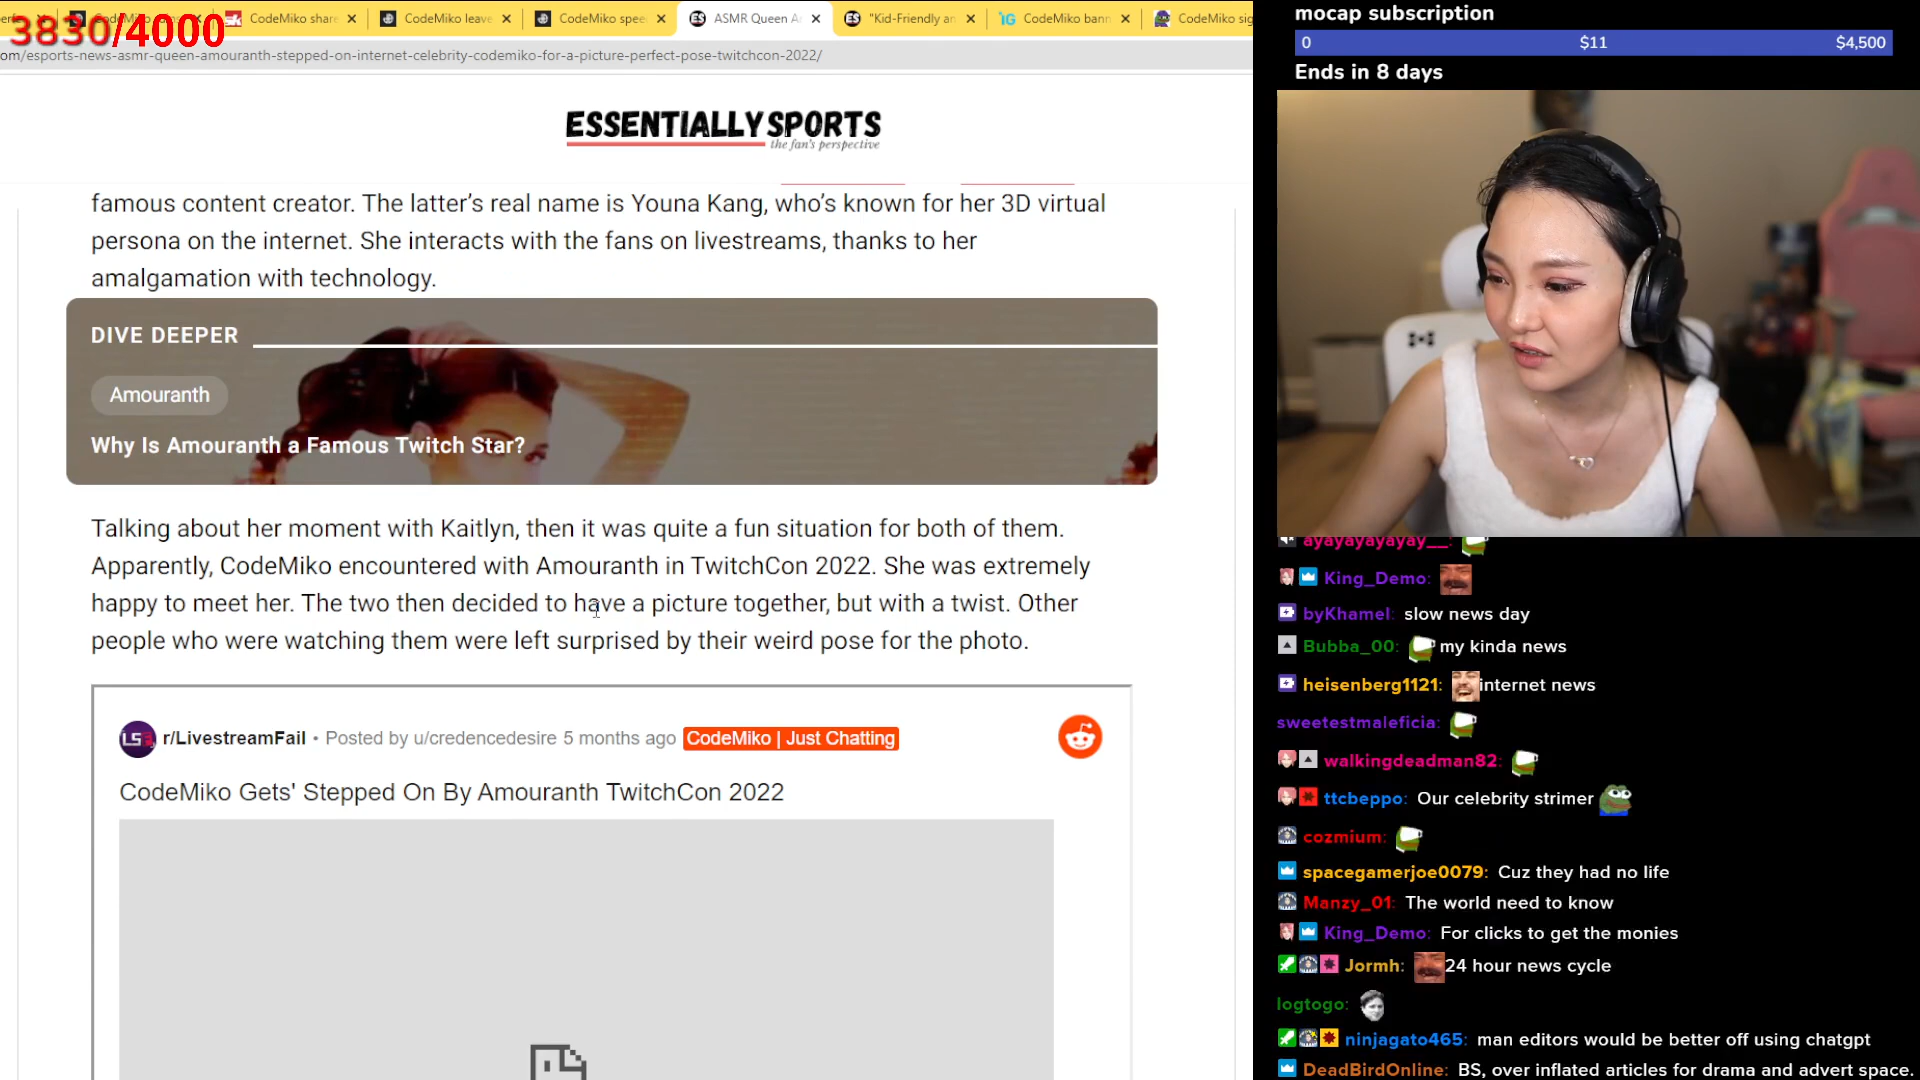 CodeMiko share
CodeMiko leave
CodeMiko spee
ASMR Queen A
"Kid-Friendly an
CodeMiko bann
CodeMiko sig
3830/4000
om/esports-news-asmr-queen-amouranth-stepped-on-internet-celebrity-codemiko-for-a-picture-perfect-pose-twitchcon-2022/
ESSENTIALLYSPORTS
the fan's perspective
famous content creator. The latter's real name is Youna Kang, who's known for her 3D virtual
persona on the internet. She interacts with the fans on livestreams, thanks to her
amalgamation with technology.
DIVE DEEPER
Amouranth
Why Is Amouranth a Famous Twitch Star?
Talking about her moment with Kaitlyn, then it was quite a fun situation for both of them.
Apparently, CodeMiko encountered with Amouranth in TwitchCon 2022. She was extremely
happy to meet her. The two then decided to have a picture together, but with a twist. Other
people who were watching them were left surprised by their weird pose for the photo.
r/LivestreamFail • Posted by u/credencedesire 5 months ago CodeMiko | Just Chatting
CodeMiko Gets' Stepped On By Amouranth TwitchCon 2022
mocap subscription
0 $11 $4,500
Ends in 8 days
ayayayayayay__:
King_Demo:
byKhamel: slow news day
Bubba_00: my kinda news
heisenberg1121: internet news
sweetestmaleficia:
walkingdeadman82:
ttcbeppo: Our celebrity strimer
cozmium:
spacegamerjoe0079: Cuz they had no life
Manzy_01: The world need to know
King_Demo: For clicks to get the monies
Jormh: 24 hour news cycle
logtogo:
ninjagato465: man editors would be better off using chatgpt
DeadBirdOnline: BS, over inflated articles for drama and advert space.